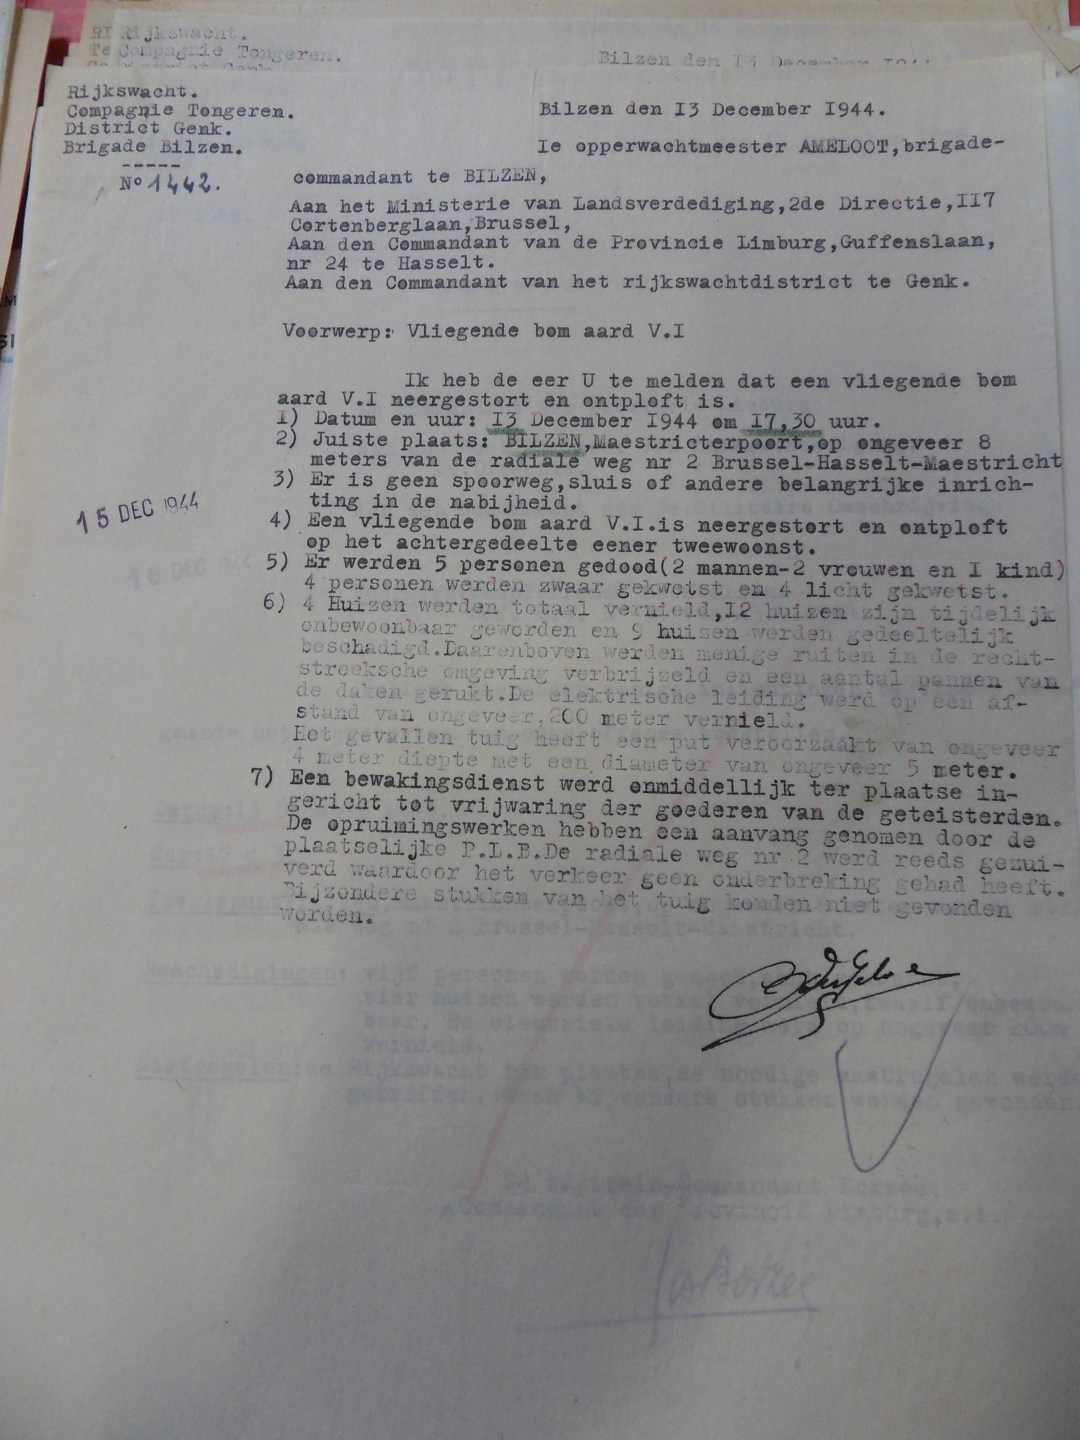 Rijkswacht.
Compagnie Tongeren.
Bilzen den 13 December 1944
Rijkswacht.
Compagnie Tongeren.
District Genk.
Brigade Bilzen.
-----
N° 1442.
Bilzen den I3 December 1944.
Ie opperwachtmeester AMELOOT,brigade-
commandant te BILZEN,
Aan het Ministerie van Landsverdediging,2de Directie,II7
Cortenberglaan,Brussel,
Aan den Commandant van de Provincie Limburg,Guffenslaan,
nr 24 te Hasselt.
Aan den Commandant van het rijkswachtdistrict te Genk.
Voorwerp: Vliegende bom aard V.I
Ik heb de eer U te melden dat een vliegende bom
aard V.I neergestort en ontploft is.
I) Datum en uur: I3 December I944 om I7,30 uur.
2) Juiste plaats: BILZEN,Maestricterpoort,op ongeveer 8
meters van de radiale weg nr 2 Brussel-Hasselt-Maestricht
3) Er is geen spoorweg,sluis of andere belangrijke inrich-
ting in de nabijheid.
15 DEC 1944
4) Een vliegende bom aard V.I.is neergestort en ontploft
op het achtergedeelte eener tweewoonst.
5) Er werden 5 personen gedood(2 mannen-2 vrouwen en I kind)
4 personen werden zwaar gekwetst en 4 licht gekwetst.
6) 4 Huizen werden totaal vernield,I2 huizen zijn tijdelijk
onbewoonbaar geworden en 9 huizen werden gedeeltelijk
beschadigd.Daarenboven werden menige ruiten in de recht-
streeksche omgeving verbrijzeld en een aantal pannen van
de daken gerukt.De elektrische leiding werd op een af-
stand van ongeveer.200 meter vernield.
Het gevallen tuig heeft een put veroorzaakt van ongeveer
4 meter diepte met een diameter van ongeveer 5 meter.
7) Een bewakingsdienst werd onmiddellijk ter plaatse in-
gericht tot vrijwaring der goederen van de geteisterden.
De opruimingswerken hebben een aanvang genomen door de
plaatselijke P.L.B.De radiale weg nr 2 werd reeds gezui-
verd waardoor het verkeer geen onderbreking gehad heeft.
Bijzondere stukken van het tuig konden niet gevonden
worden.